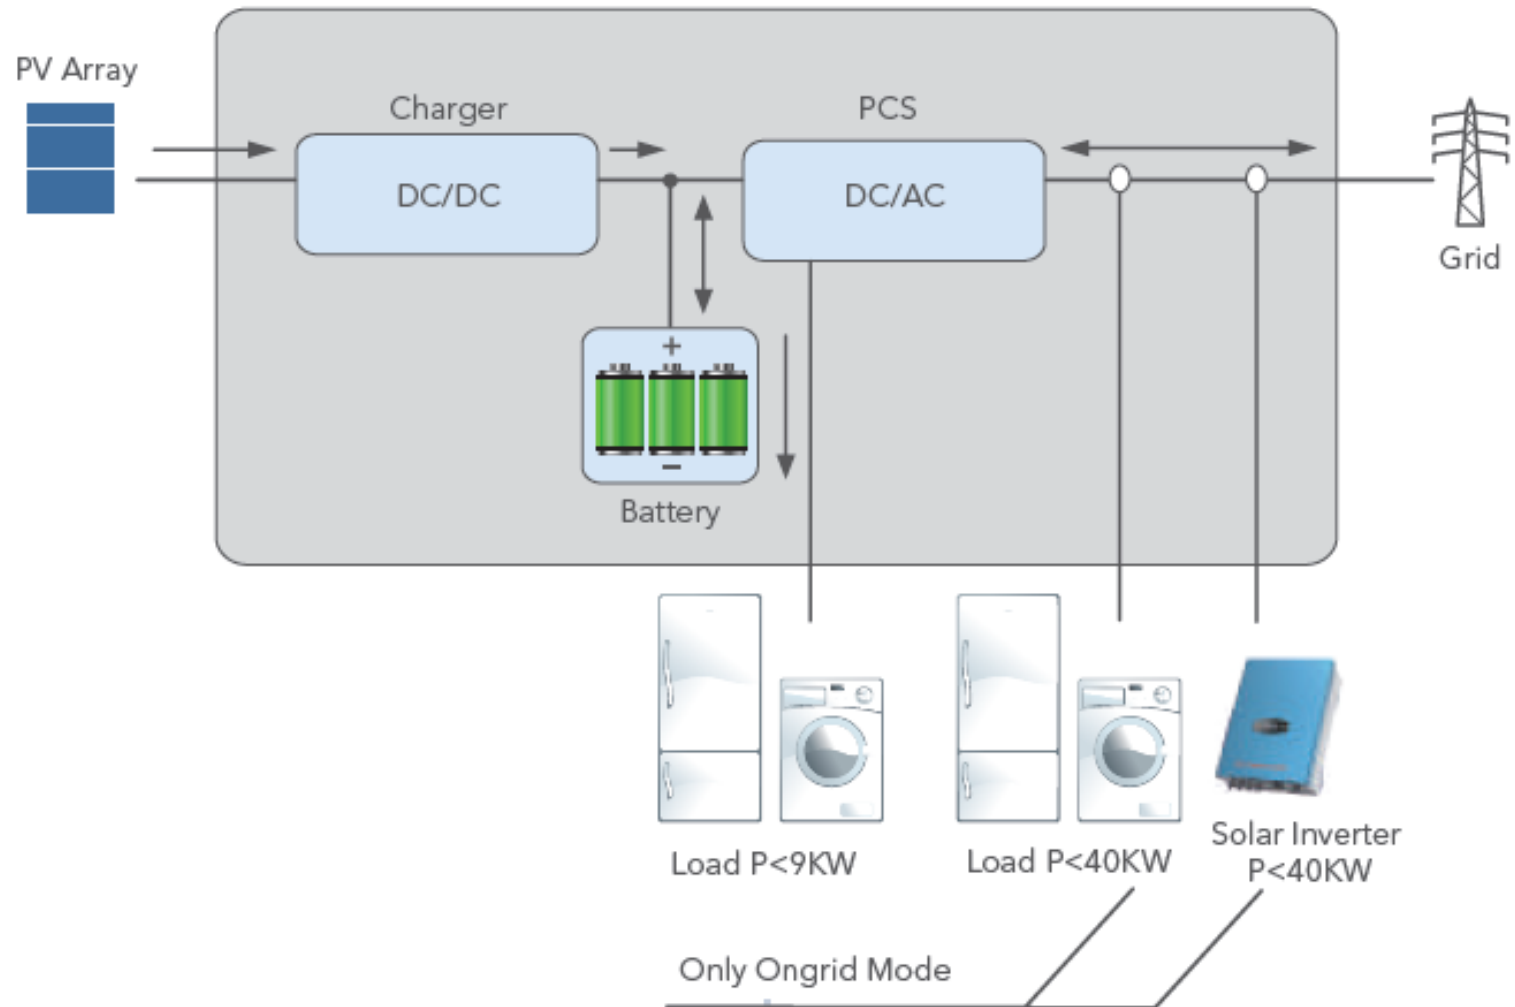 PV Array
Charger
PCS
DC/DC
DC/AC
Grid
+
−
Battery
Load P<9KW
Load P<40KW
Solar Inverter
P<40KW
Only Ongrid Mode